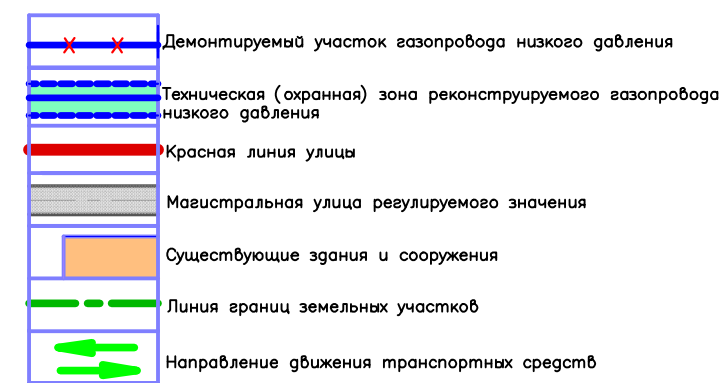 Демонтируемый участок газопровода низкого давления
Техническая (охранная) зона реконструируемого газопровода
низкого давления
Красная линия улицы
Магистральная улица регулируемого значения
Существующие здания и сооружения
Линия границ земельных участков
Направление движения транспортных средств